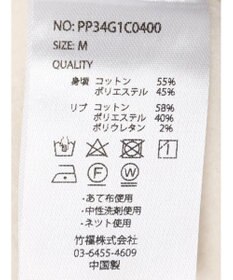 NO: PP34G1C0400
SIZE: M
QUALITY
身頃 コットン 55%
ポリエステル 45%
リブ コットン 58%
ポリエステル 40%
ポリウレタン 2%
・あて布使用
・中性洗剤使用
・ネット使用
竹福株式会社
03-6455-4609
中国製